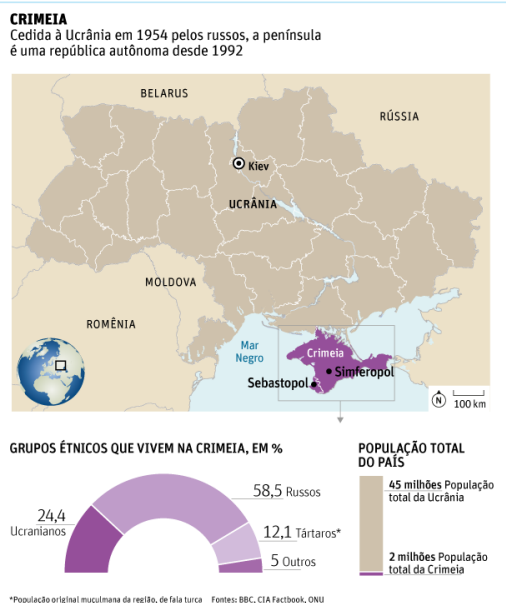 CRIMEIA
Cedida à Ucrânia em 1954 pelos russos, a península
é uma república autônoma desde 1992
BELARUS
RÚSSIA
Kiev
UCRÂNIA
MOLDOVA
ROMÊNIA
Mar
Negro
Crimeia
Simferopol
Sebastopol
N
100 km
GRUPOS ÉTNICOS QUE VIVEM NA CRIMEIA, EM %
24,4
Ucranianos
58,5 Russos
12,1 Tártaros*
5 Outros
POPULAÇÃO TOTAL
DO PAÍS
45 milhões População
total da Ucrânia
2 milhões População
total da Crimeia
*População original muçulmana da região, de fala turca Fontes: BBC, CIA Factbook, ONU